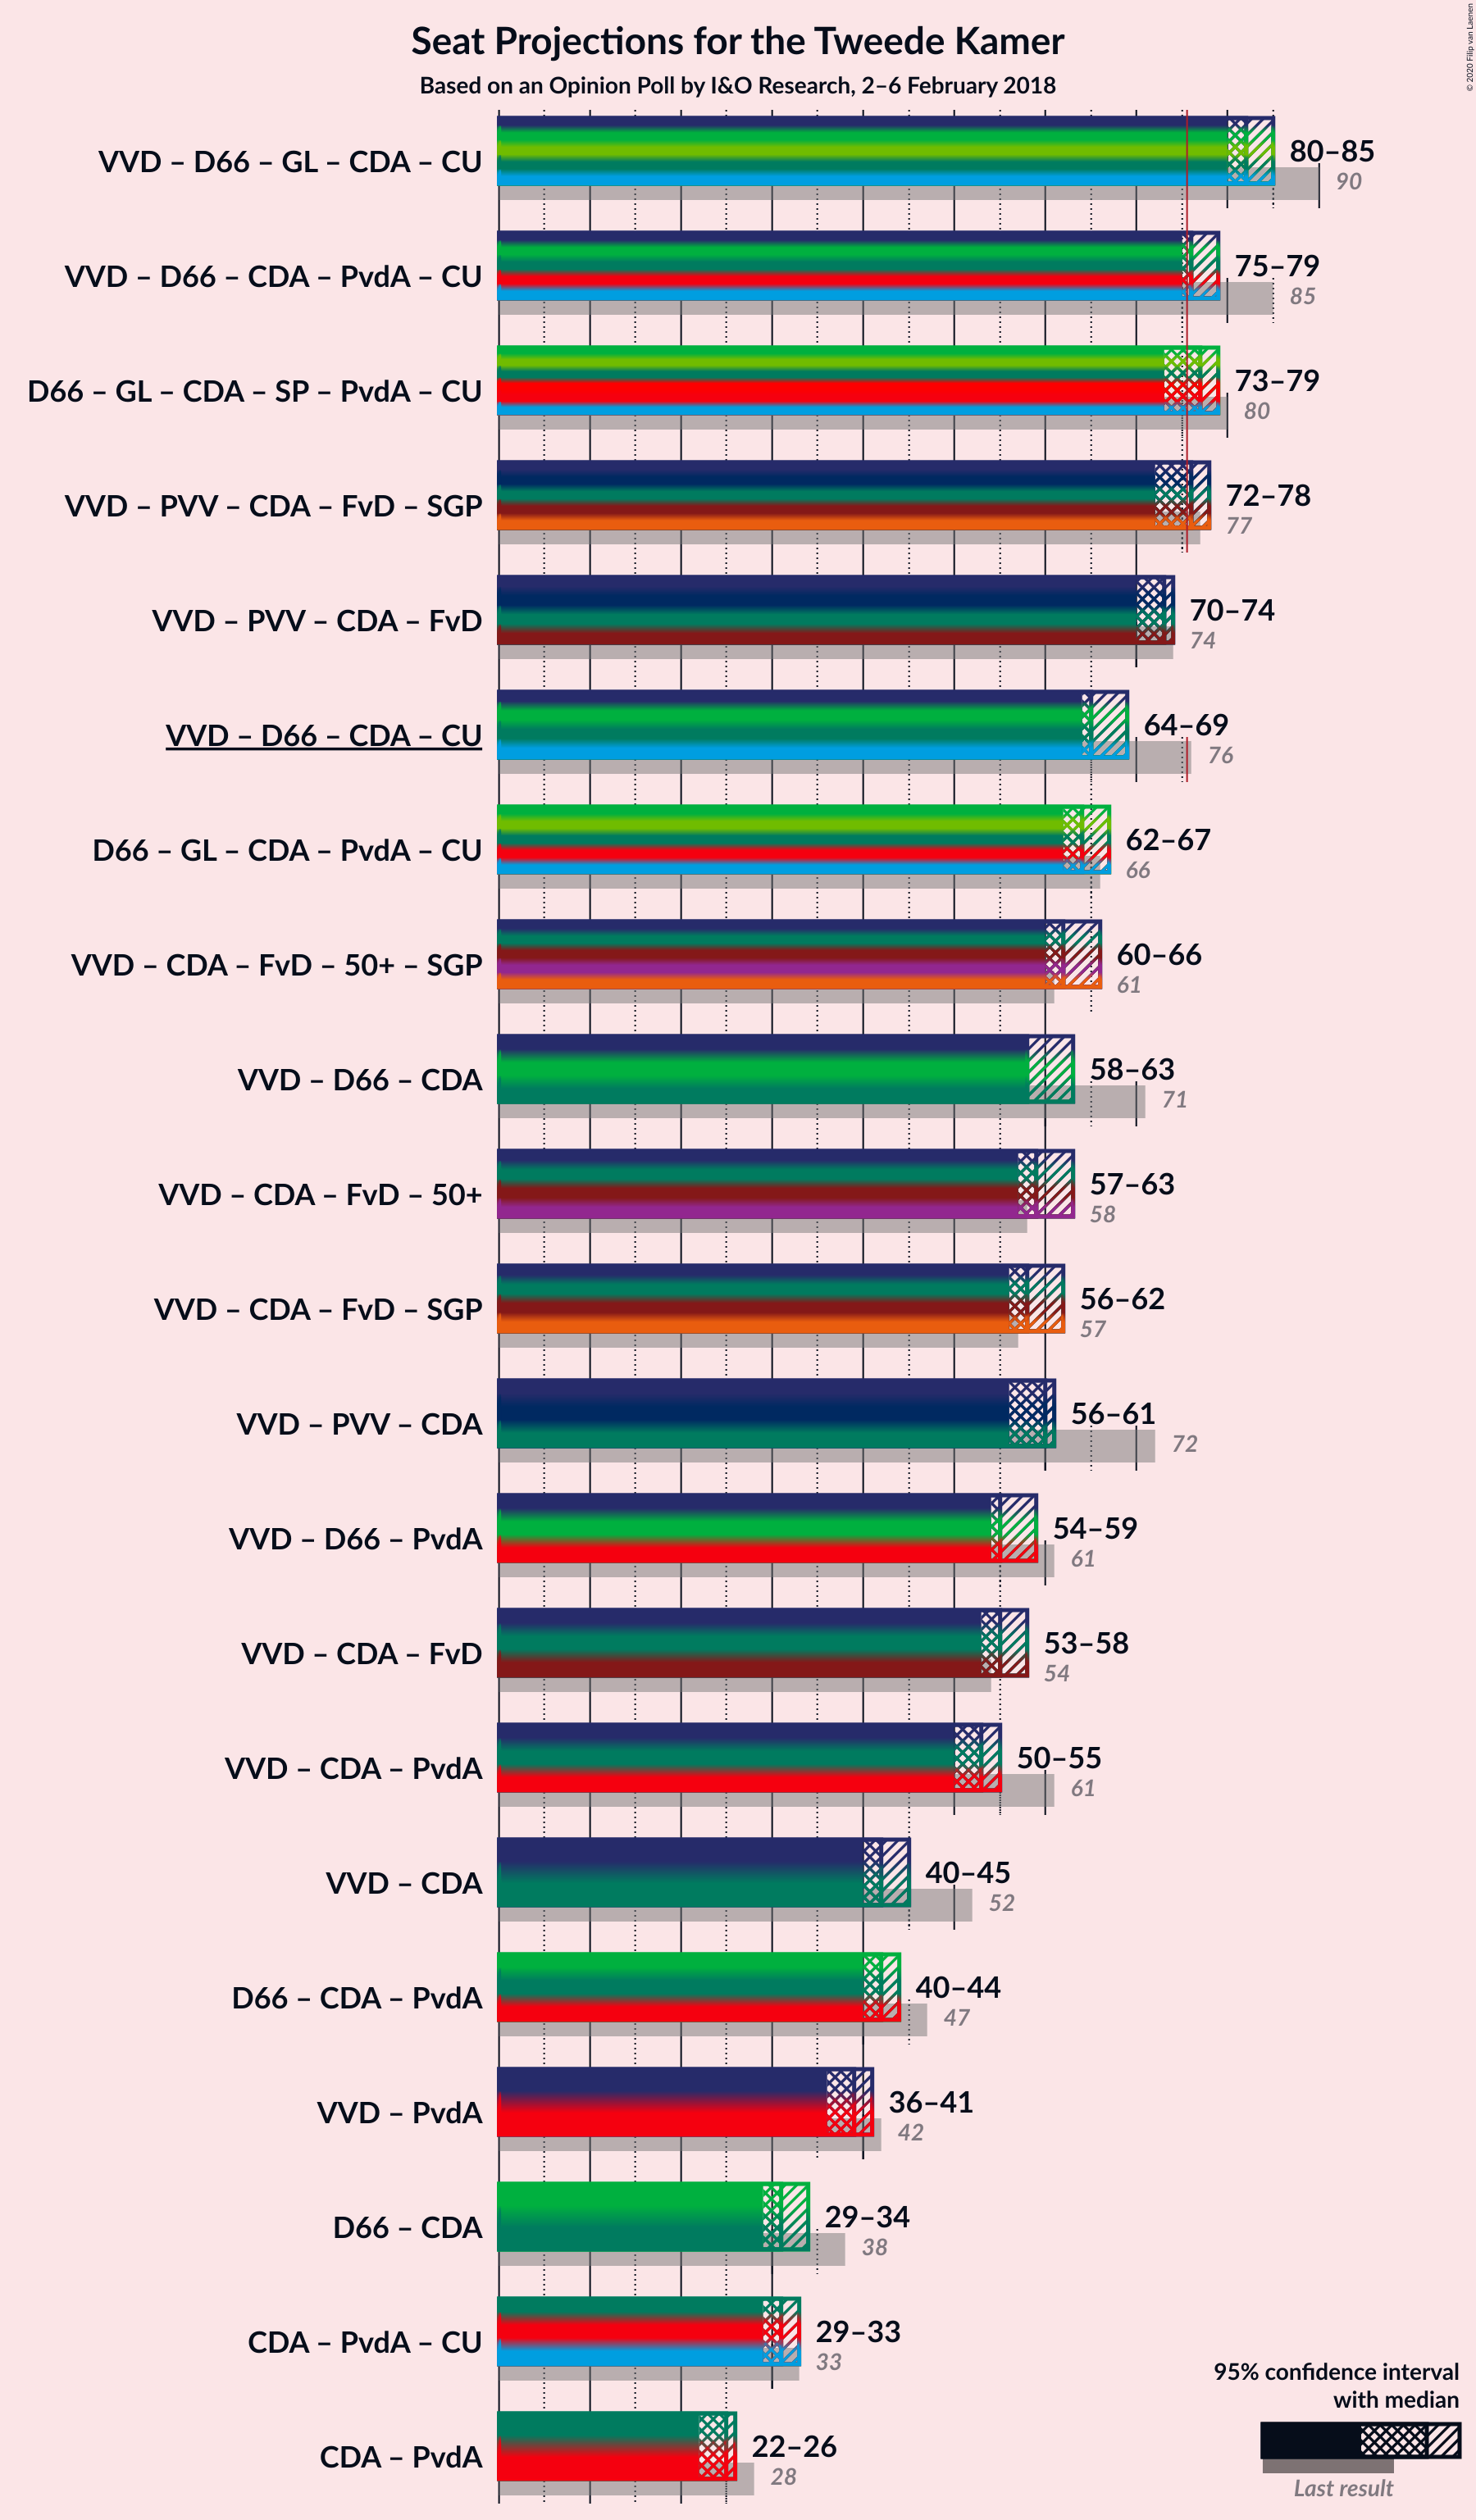 Seat Projections for the Tweede Kamer
Based on an Opinion Poll by I&O Research, 2–6 February 2018
© 2020 Filip van Laenen
VVD – D66 – GL – CDA – CU
80–85
90
VVD – D66 – CDA – PvdA – CU
75–79
85
D66 – GL – CDA – SP – PvdA – CU
73–79
80
VVD – PVV – CDA – FvD – SGP
72–78
77
VVD – PVV – CDA – FvD
70–74
74
VVD – D66 – CDA – CU
64–69
76
D66 – GL – CDA – PvdA – CU
62–67
66
VVD – CDA – FvD – 50+ – SGP
60–66
61
VVD – D66 – CDA
58–63
71
VVD – CDA – FvD – 50+
57–63
58
VVD – CDA – FvD – SGP
56–62
57
VVD – PVV – CDA
56–61
72
VVD – D66 – PvdA
54–59
61
VVD – CDA – FvD
53–58
54
VVD – CDA – PvdA
50–55
61
VVD – CDA
40–45
52
D66 – CDA – PvdA
40–44
47
VVD – PvdA
36–41
42
D66 – CDA
29–34
38
CDA – PvdA – CU
29–33
33
CDA – PvdA
22–26
28
95% confidence interval
with median
Last result